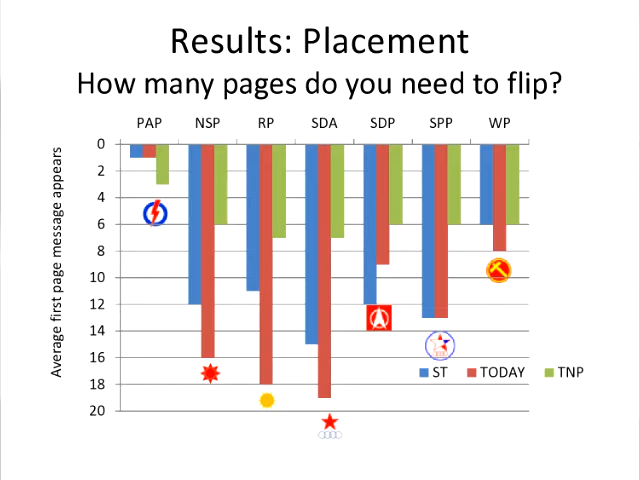 Results: Placement
How many pages do you need to flip?
PAP NSP RP SDA SDP SPP WP
Average first page message appears
0
2
4
6
8
10
12
14
16
18
20
ST TODAY TNP